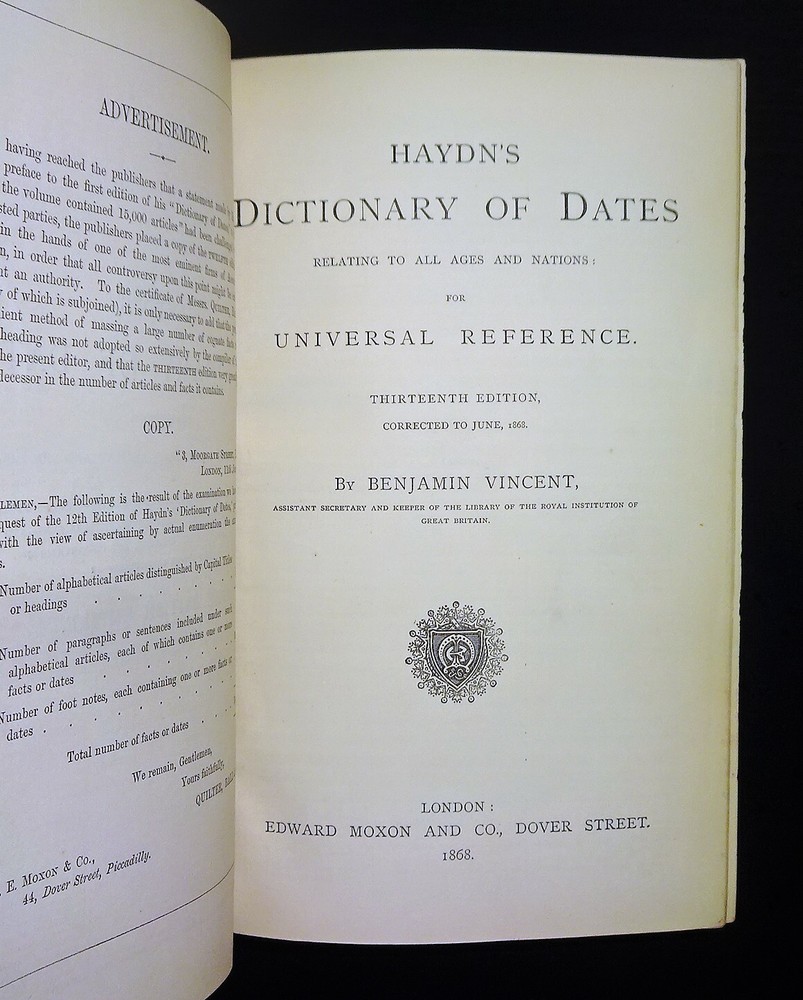 ADVERTISEMENT.
having reached the publishers that a statement made
preface to the first edition of his "Dictionary of Dates,
the volume contained 15,000 articles" had been challenged
sted parties, the publishers placed a copy of the TWELFTH
in the hands of one of the most eminent firms of
n, in order that all controversy upon this point might be
nt an authority. To the certificate of Messrs. QUILTER,
of which is subjoined), it is only necessary to add that the
ient method of massing a large number of cognate facts
heading was not adopted so extensively by the compiler of
he present editor, and that the THIRTEENTH edition very
decessor in the number of articles and facts it contains.
COPY.
"3, MOORGATE STREET,
LONDON,
LEMEN,—The following is the result of the examination we
quest of the 12th Edition of Haydn's 'Dictionary of Dates,'
with the view of ascertaining by actual enumeration the
s.
Number of alphabetical articles distinguished by Capital Titles
or headings . . . . . . .
Number of paragraphs or sentences included under such
alphabetical articles, each of which contains one or more
facts or dates . . . . . . .
Number of foot notes, each containing one or more facts or
dates . . . . . . . .
Total number of facts or dates . . . .
We remain, Gentlemen,
Yours faithfully,
QUILTER, BALL
E. MOXON & Co.,
44, Dover Street, Piccadilly.
HAYDN'S
DICTIONARY OF DATES
RELATING TO ALL AGES AND NATIONS:
FOR
UNIVERSAL REFERENCE.
THIRTEENTH EDITION,
CORRECTED TO JUNE, 1868.
BY BENJAMIN VINCENT,
ASSISTANT SECRETARY AND KEEPER OF THE LIBRARY OF THE ROYAL INSTITUTION OF
GREAT BRITAIN.
LONDON:
EDWARD MOXON AND CO., DOVER STREET.
1868.